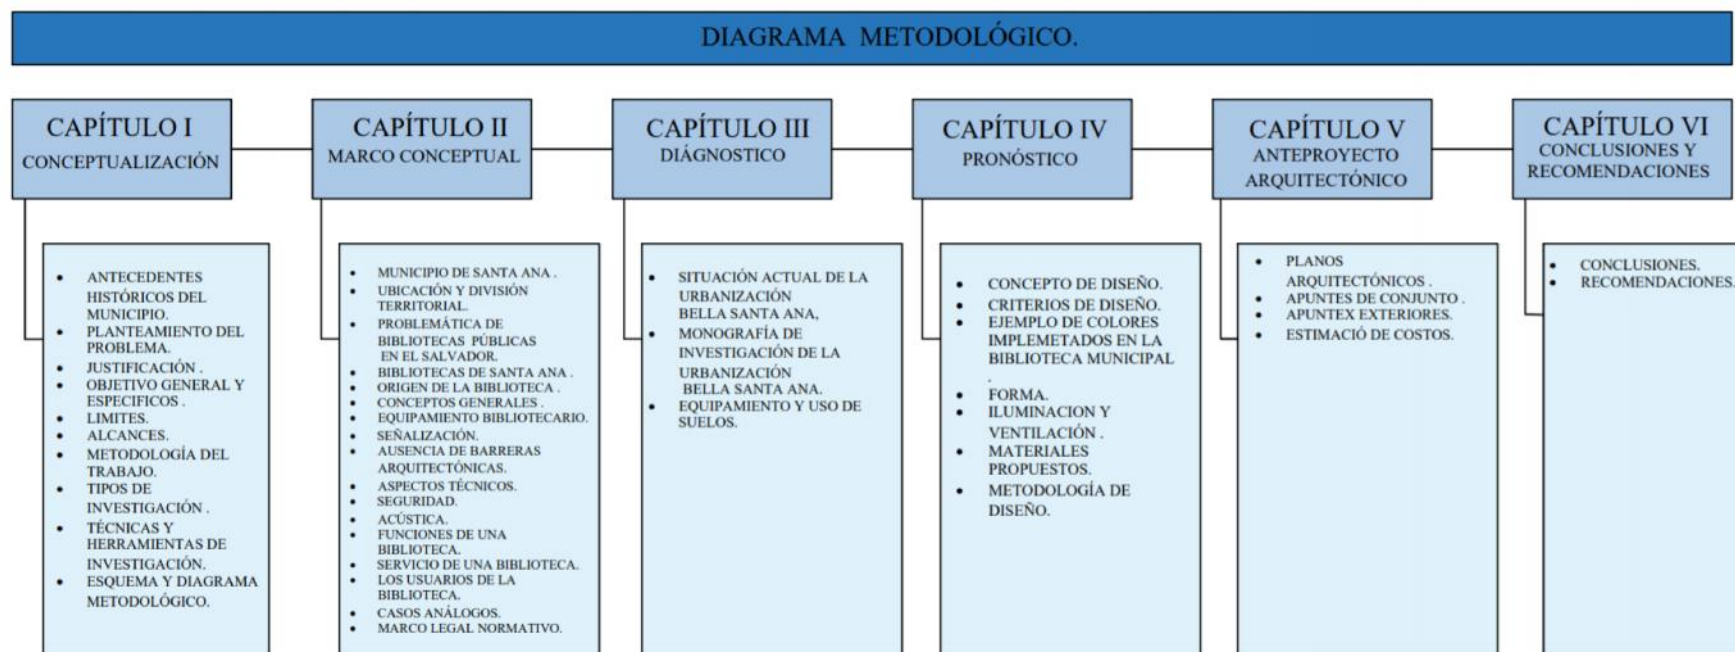 DIAGRAMA METODOLÓGICO.
CAPÍTULO I
CONCEPTUALIZACIÓN
• ANTECEDENTES
HISTÓRICOS DEL
MUNICIPIO.
• PLANTEAMIENTO DEL
PROBLEMA.
• JUSTIFICACIÓN .
• OBJETIVO GENERAL Y
ESPECIFICOS .
• LIMITES.
• ALCANCES.
• METODOLOGÍA DEL
TRABAJO.
• TIPOS DE
INVESTIGACIÓN .
• TÉCNICAS Y
HERRAMIENTAS DE
INVESTIGACIÓN.
• ESQUEMA Y DIAGRAMA
METODOLÓGICO.
CAPÍTULO II
MARCO CONCEPTUAL
• MUNICIPIO DE SANTA ANA .
• UBICACIÓN Y DIVISIÓN
TERRITORIAL.
• PROBLEMÁTICA DE
BIBLIOTECAS PÚBLICAS
EN EL SALVADOR.
• BIBLIOTECAS DE SANTA ANA .
• ORIGEN DE LA BIBLIOTECA .
• CONCEPTOS GENERALES .
• EQUIPAMIENTO BIBLIOTECARIO.
• SEÑALIZACIÓN.
• AUSENCIA DE BARRERAS
ARQUITECTÓNICAS.
• ASPECTOS TÉCNICOS.
• SEGURIDAD.
• ACÚSTICA.
• FUNCIONES DE UNA
BIBLIOTECA.
• SERVICIO DE UNA BIBLIOTECA.
• LOS USUARIOS DE LA
BIBLIOTECA.
• CASOS ANÁLOGOS.
• MARCO LEGAL NORMATIVO.
CAPÍTULO III
DIÁGNOSTICO
• SITUACIÓN ACTUAL DE LA
URBANIZACIÓN
BELLA SANTA ANA,
• MONOGRAFÍA DE
INVESTIGACIÓN DE LA
URBANIZACIÓN
BELLA SANTA ANA.
• EQUIPAMIENTO Y USO DE
SUELOS.
CAPÍTULO IV
PRONÓSTICO
• CONCEPTO DE DISEÑO.
• CRITERIOS DE DISEÑO.
• EJEMPLO DE COLORES
IMPLEMETADOS EN LA
BIBLIOTECA MUNICIPAL
.
• FORMA.
• ILUMINACION Y
VENTILACIÓN .
• MATERIALES
PROPUESTOS.
• METODOLOGÍA DE
DISEÑO.
CAPÍTULO V
ANTEPROYECTO
ARQUITECTÓNICO
• PLANOS
ARQUITECTÓNICOS .
• APUNTES DE CONJUNTO .
• APUNTEX EXTERIORES.
• ESTIMACIÓ DE COSTOS.
CAPÍTULO VI
CONCLUSIONES Y
RECOMENDACIONES
• CONCLUSIONES.
• RECOMENDACIONES.